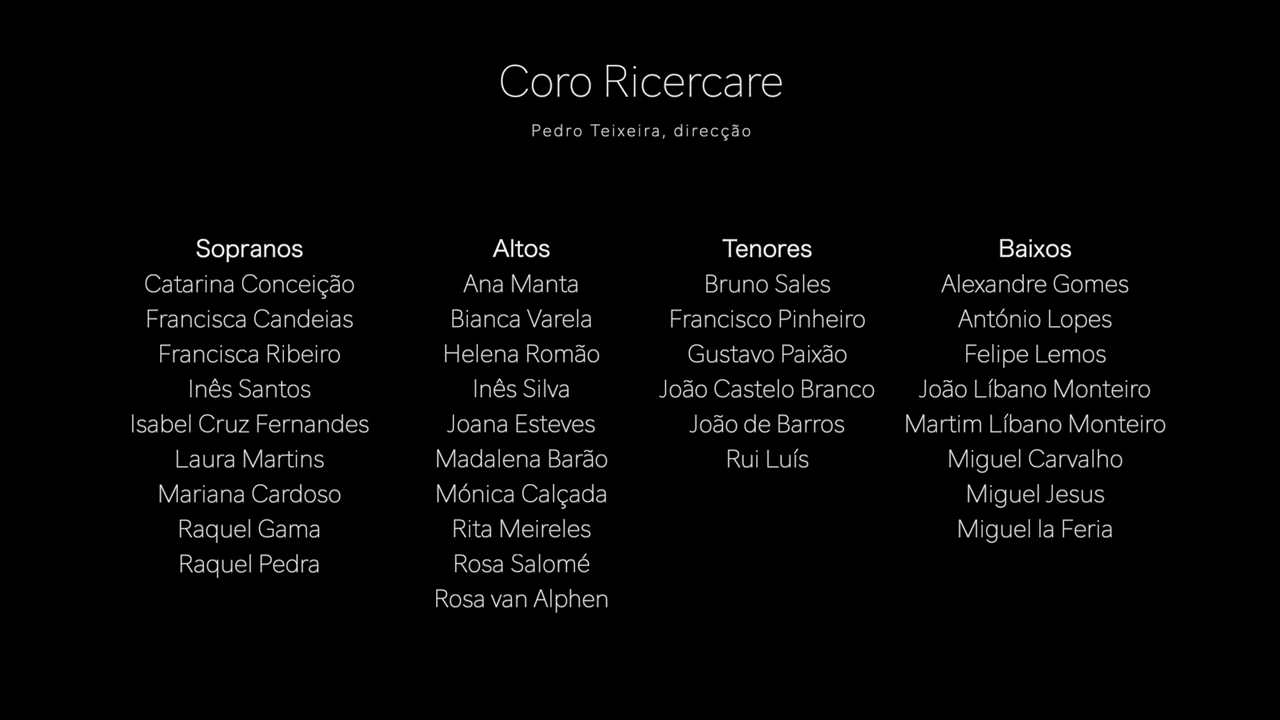 Coro Ricercare
Pedro Teixeira, direcção
Sopranos
Catarina Conceição
Francisca Candeias
Francisca Ribeiro
Inês Santos
Isabel Cruz Fernandes
Laura Martins
Mariana Cardoso
Raquel Gama
Raquel Pedra
Altos
Ana Manta
Bianca Varela
Helena Romão
Inês Silva
Joana Esteves
Madalena Barão
Mónica Calçada
Rita Meireles
Rosa Salomé
Rosa van Alphen
Tenores
Bruno Sales
Francisco Pinheiro
Gustavo Paixão
João Castelo Branco
João de Barros
Rui Luís
Baixos
Alexandre Gomes
António Lopes
Felipe Lemos
João Líbano Monteiro
Martim Líbano Monteiro
Miguel Carvalho
Miguel Jesus
Miguel la Feria